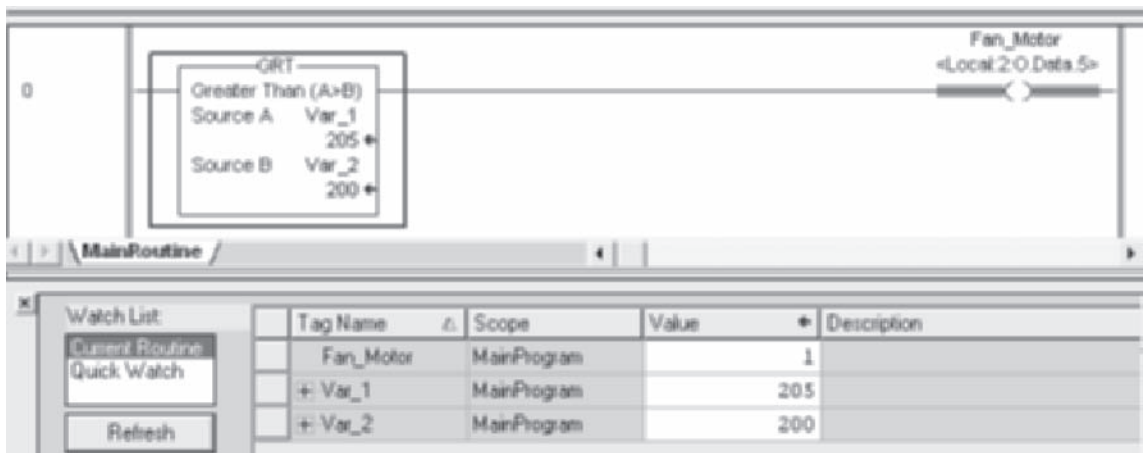 Fan_Motor
<Local:2:O.Data.5>
0
GRT
Greater Than (A>B)
Source A Var_1
205
Source B Var_2
200
MainRoutine
Watch List:
Current Routine
Quick Watch
Refresh
Tag Name Scope Value Description
Fan_Motor MainProgram 1
Var_1 MainProgram 205
Var_2 MainProgram 200